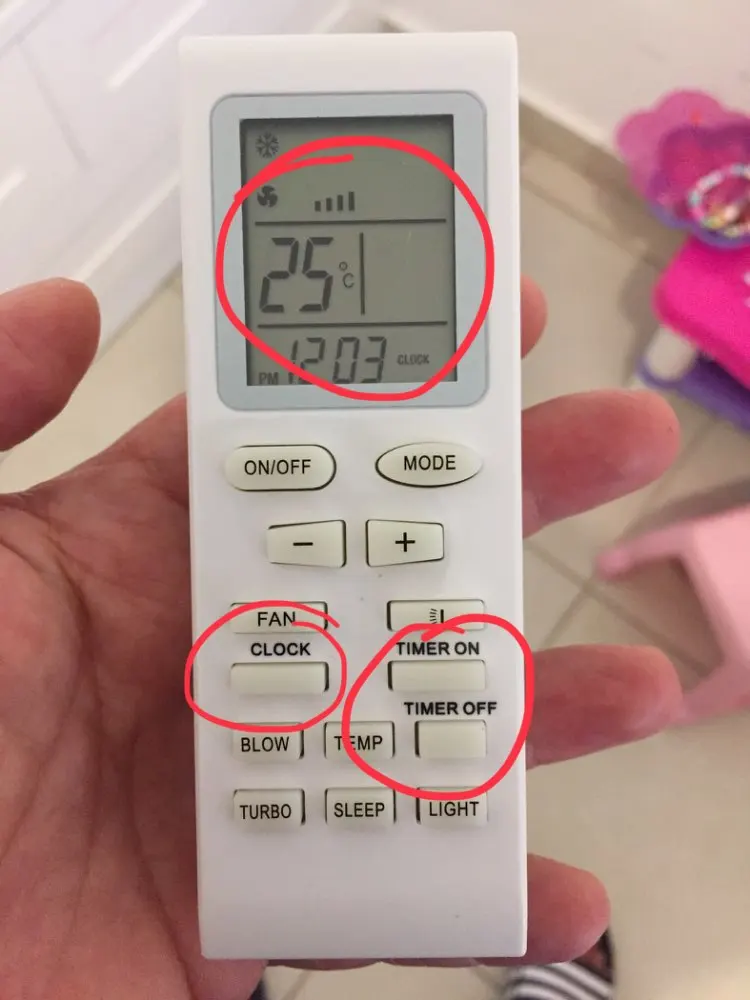 25 °C
PM 12 03 CLOCK
ON/OFF MODE
− +
FAN
CLOCK TIMER ON
TIMER OFF
BLOW TEMP
TURBO SLEEP LIGHT